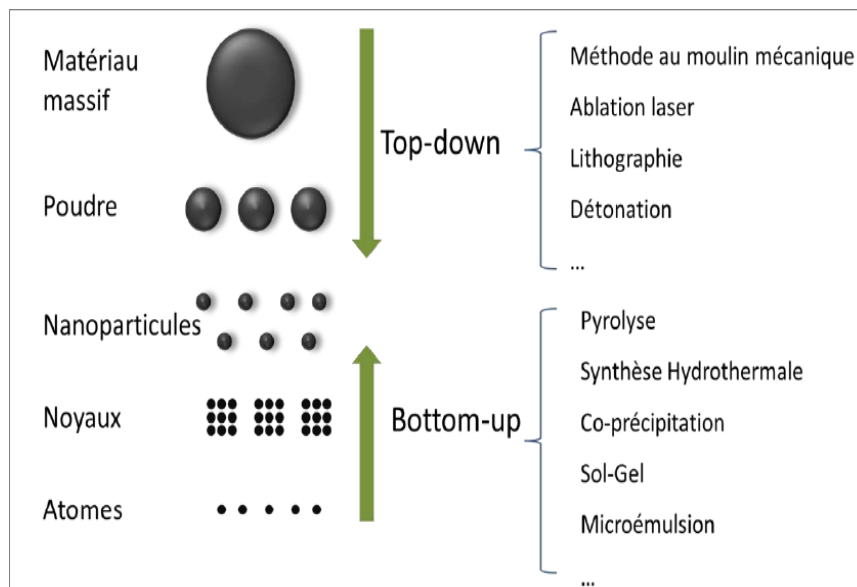 Matériau
massif
Poudre
Nanoparticules
Noyaux
Atomes
Top-down
Bottom-up
Méthode au moulin mécanique
Ablation laser
Lithographie
Détonation
...
Pyrolyse
Synthèse Hydrothermale
Co-précipitation
Sol-Gel
Microémulsion
...